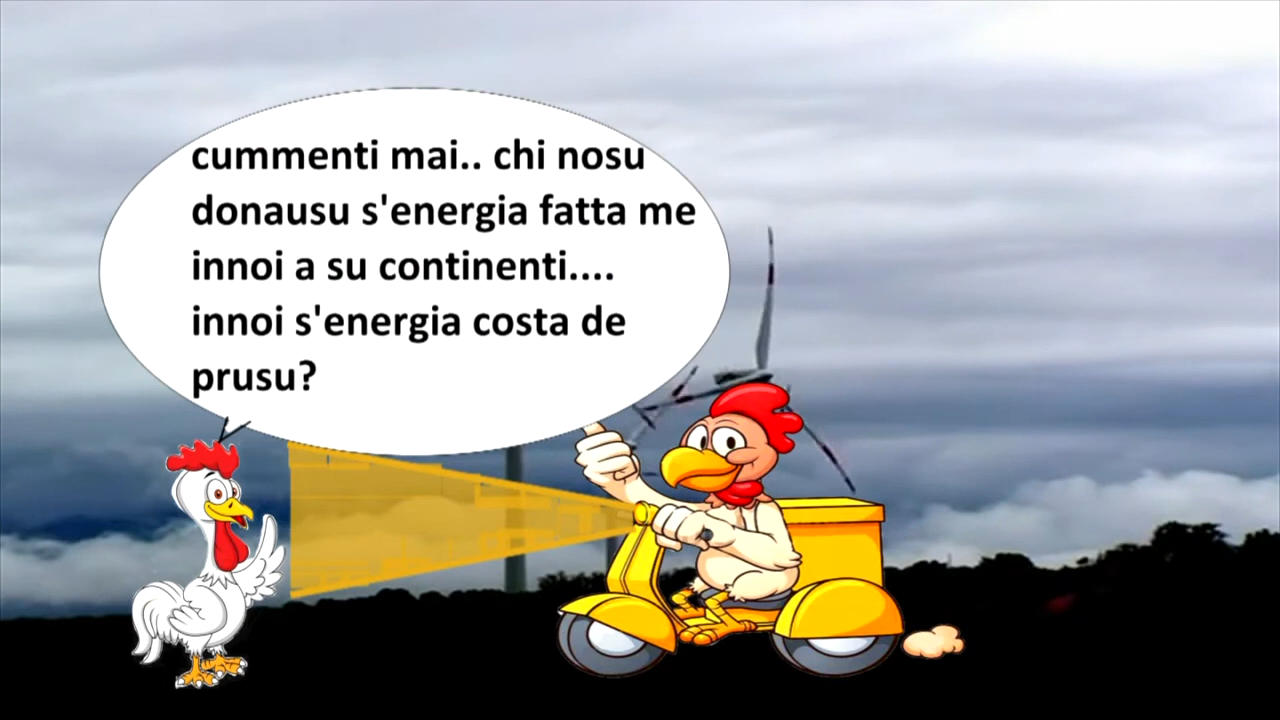 cummenti mai.. chi nosu
donausu s'energia fatta me
innoi a su continenti....
innoi s'energia costa de
prusu?